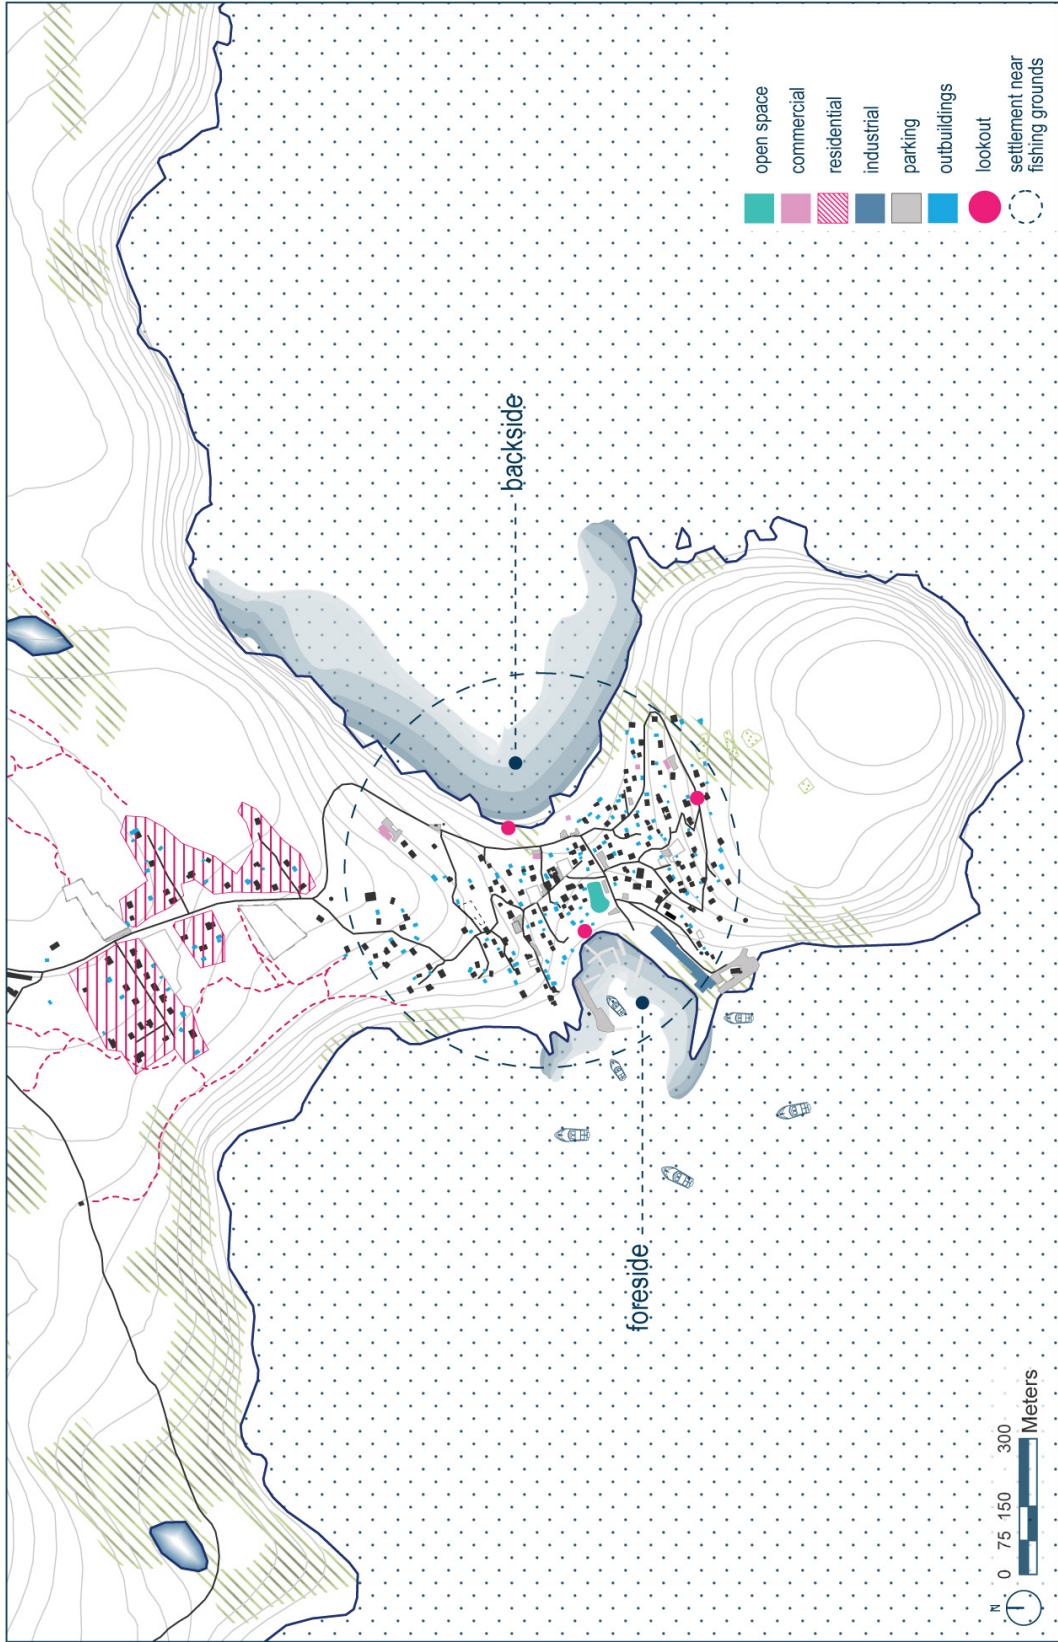 open space
commercial
residential
industrial
parking
outbuildings
lookout
settlement near
fishing grounds
backside
foreside
0 75 150 300
Meters
N